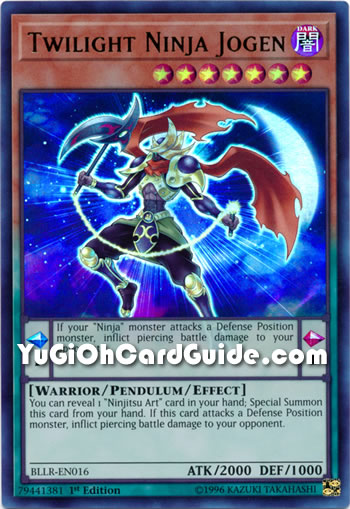 TWILIGHT NINJA JOGEN
DARK
闇
If your "Ninja" monster attacks a Defense Position
monster, inflict piercing battle damage to your
YuGiOhCardGuide.com
[WARRIOR/PENDULUM/EFFECT]
You can reveal 1 "Ninjitsu Art" card in your hand; Special Summon
this card from your hand. If this card attacks a Defense Position
monster, inflict piercing battle damage to your opponent.
BLLR-EN016
ATK/2000 DEF/1000
79441381 1st Edition
©1996 KAZUKI TAKAHASHI